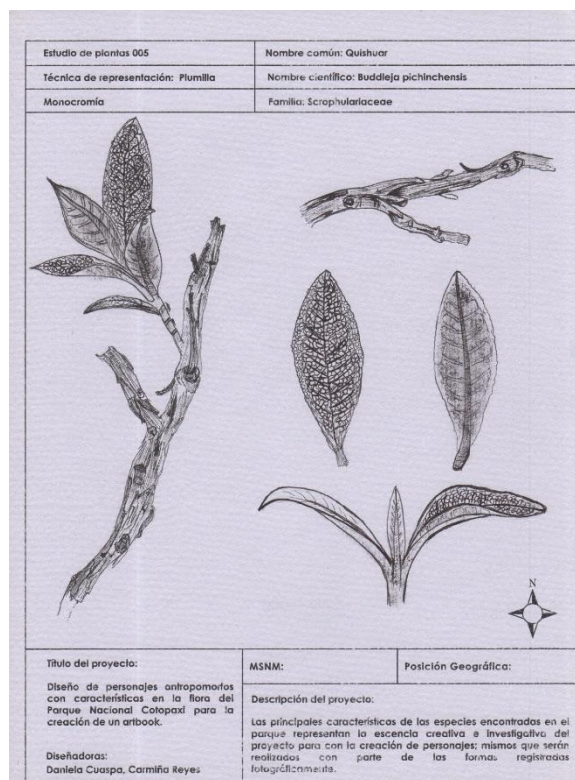 Estudio de plantas 005
Nombre común: Quishuar
Técnica de representación: Plumilla
Nombre científico: Buddleja pichinchensis
Monocromía
Familia: Scrophulariaceae
N
Título del proyecto:
Diseño de personajes antropomorfos
con características en la flora del
Parque Nacional Cotopaxi para la
creación de un artbook.
Diseñadoras:
Daniela Cuaspa, Carmiña Reyes
MSNM:
Posición Geográfica:
Descripción del proyecto:
Las principales características de las especies encontradas en el
parque representan la escencia creativa e investigativa del
proyecto para con la creación de personajes; mismos que serán
realizados con parte de las formas registradas
fotográficamente.